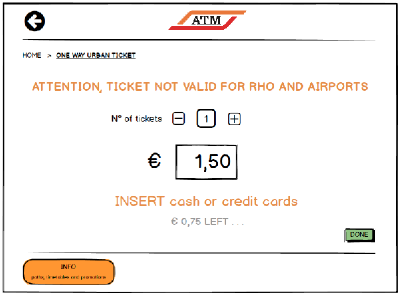 ATM
HOME > ONE WAY URBAN TICKET
ATTENTION, TICKET NOT VALID FOR RHO AND AIRPORTS
N° of tickets 1
€ 1,50
INSERT cash or credit cards
€ 0,75 LEFT . . .
DONE
INFO
paths, timetables and promotions